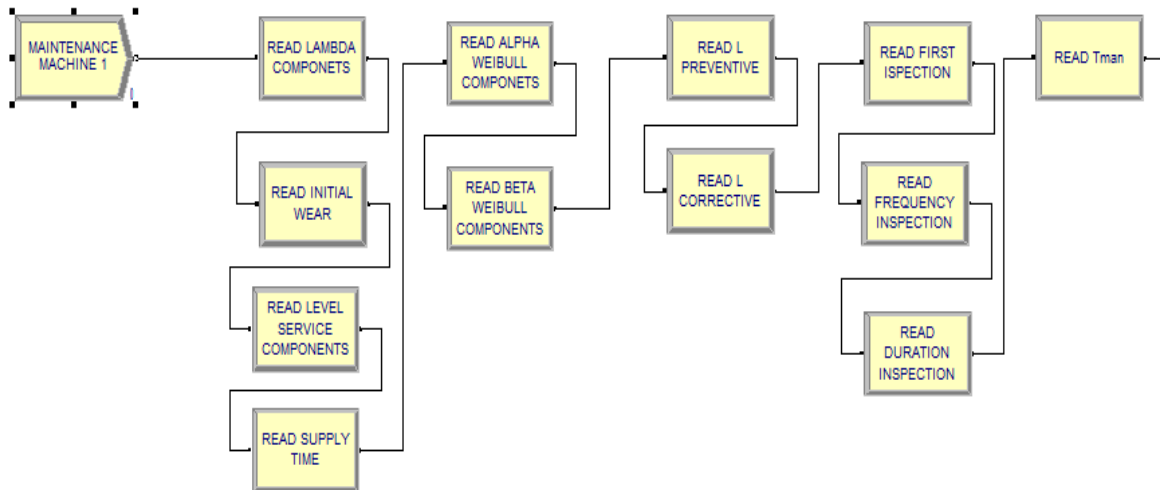 MAINTENANCE
MACHINE 1
READ LAMBDA
COMPONETS
READ INITIAL
WEAR
READ LEVEL
SERVICE
COMPONENTS
READ SUPPLY
TIME
READ ALPHA
WEIBULL
COMPONETS
READ BETA
WEIBULL
COMPONENTS
READ L
PREVENTIVE
READ L
CORRECTIVE
READ FIRST
ISPECTION
READ
FREQUENCY
INSPECTION
READ
DURATION
INSPECTION
READ Tman